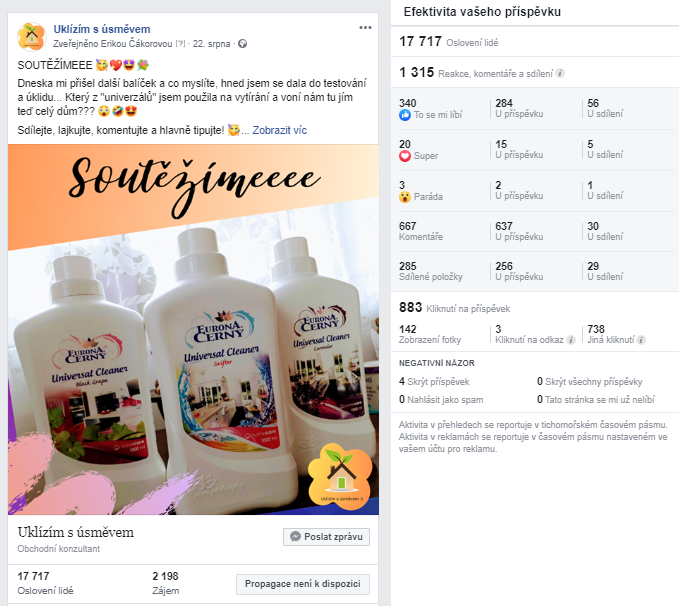 Uklízím s úsměvem
Zveřejněno Erikou Čákorovou [?] · 22. srpna ·
SOUTĚŽÍMEEE
Dneska mi přišel další balíček a co myslíte, hned jsem se dala do testování
a úklidu... Který z "univerzálů" jsem použila na vytírání a voní nám tu jím
teď celý dům???
Sdílejte, lajkujte, komentujte a hlavně tipujte! ... Zobrazit víc
Soutěžímeeee
EURONA
CERNY
Universal Cleaner
Black Grape
1000 ml
EURONA
CERNY
Universal Cleaner
Swifter
1000 ml
EURONA
CERNY
Universal Cleaner
Lavender
1000 ml
Uklízím s úsměvem :)
Uklízím s úsměvem
Obchodní konzultant
Poslat zprávu
17 717
Oslovení lidé
2 198
Zájem
Propagace není k dispozici
Efektivita vašeho příspěvku
17 717 Oslovení lidé
1 315 Reakce, komentáře a sdílení
340
To se mi líbí
284
U příspěvku
56
U sdílení
20
Super
15
U příspěvku
5
U sdílení
3
Paráda
2
U příspěvku
1
U sdílení
667
Komentáře
637
U příspěvku
30
U sdílení
285
Sdílené položky
256
U příspěvku
29
U sdílení
883 Kliknutí na příspěvek
142
Zobrazení fotky
3
Kliknutí na odkaz
738
Jiná kliknutí
NEGATIVNÍ NÁZOR
4 Skrýt příspěvek
0 Skrýt všechny příspěvky
0 Nahlásit jako spam
0 Tato stránka se mi už nelíbí
Aktivita v přehledech se reportuje v tichomořském časovém pásmu.
Aktivita v reklamách se reportuje v časovém pásmu nastaveném ve
vašem účtu pro reklamu.